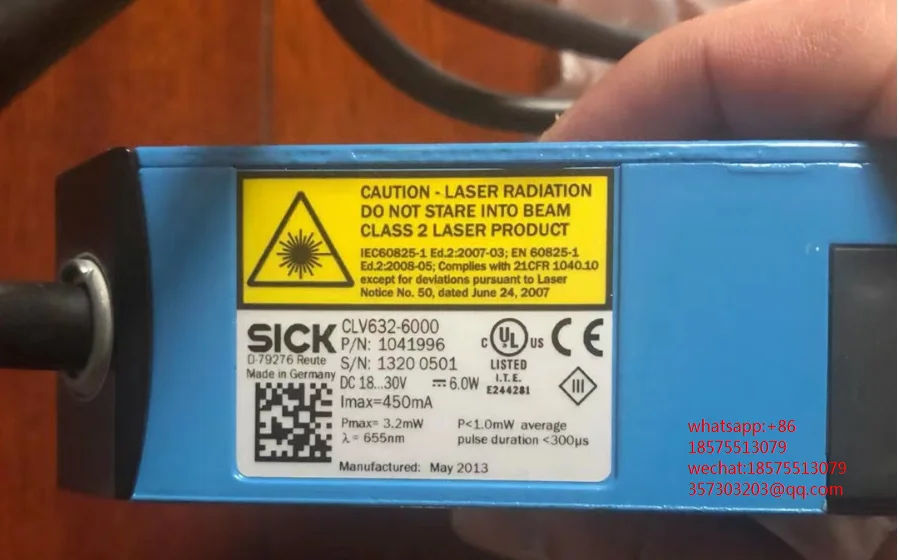 CAUTION - LASER RADIATION
DO NOT STARE INTO BEAM
CLASS 2 LASER PRODUCT
IEC60825-1 Ed.2:2007-03; EN 60825-1
Ed.2:2008-05; Complies with 21CFR 1040.10
except for deviations pursuant to Laser
Notice No. 50, dated June 24, 2007
SICK
D-79276 Reute
Made in Germany
CLV632-6000
P/N: 1041996
S/N: 1320 0501
DC 18...30V ⎓ 6.0W
Imax=450mA
Pmax= 3.2mW
λ = 655nm
P<1.0mW average
pulse duration <300µs
Manufactured: May 2013
c UL US CE
LISTED
I.T.E.
E244281
III
whatsapp:+86
18575513079
wechat:18575513079
357303203@qq.com